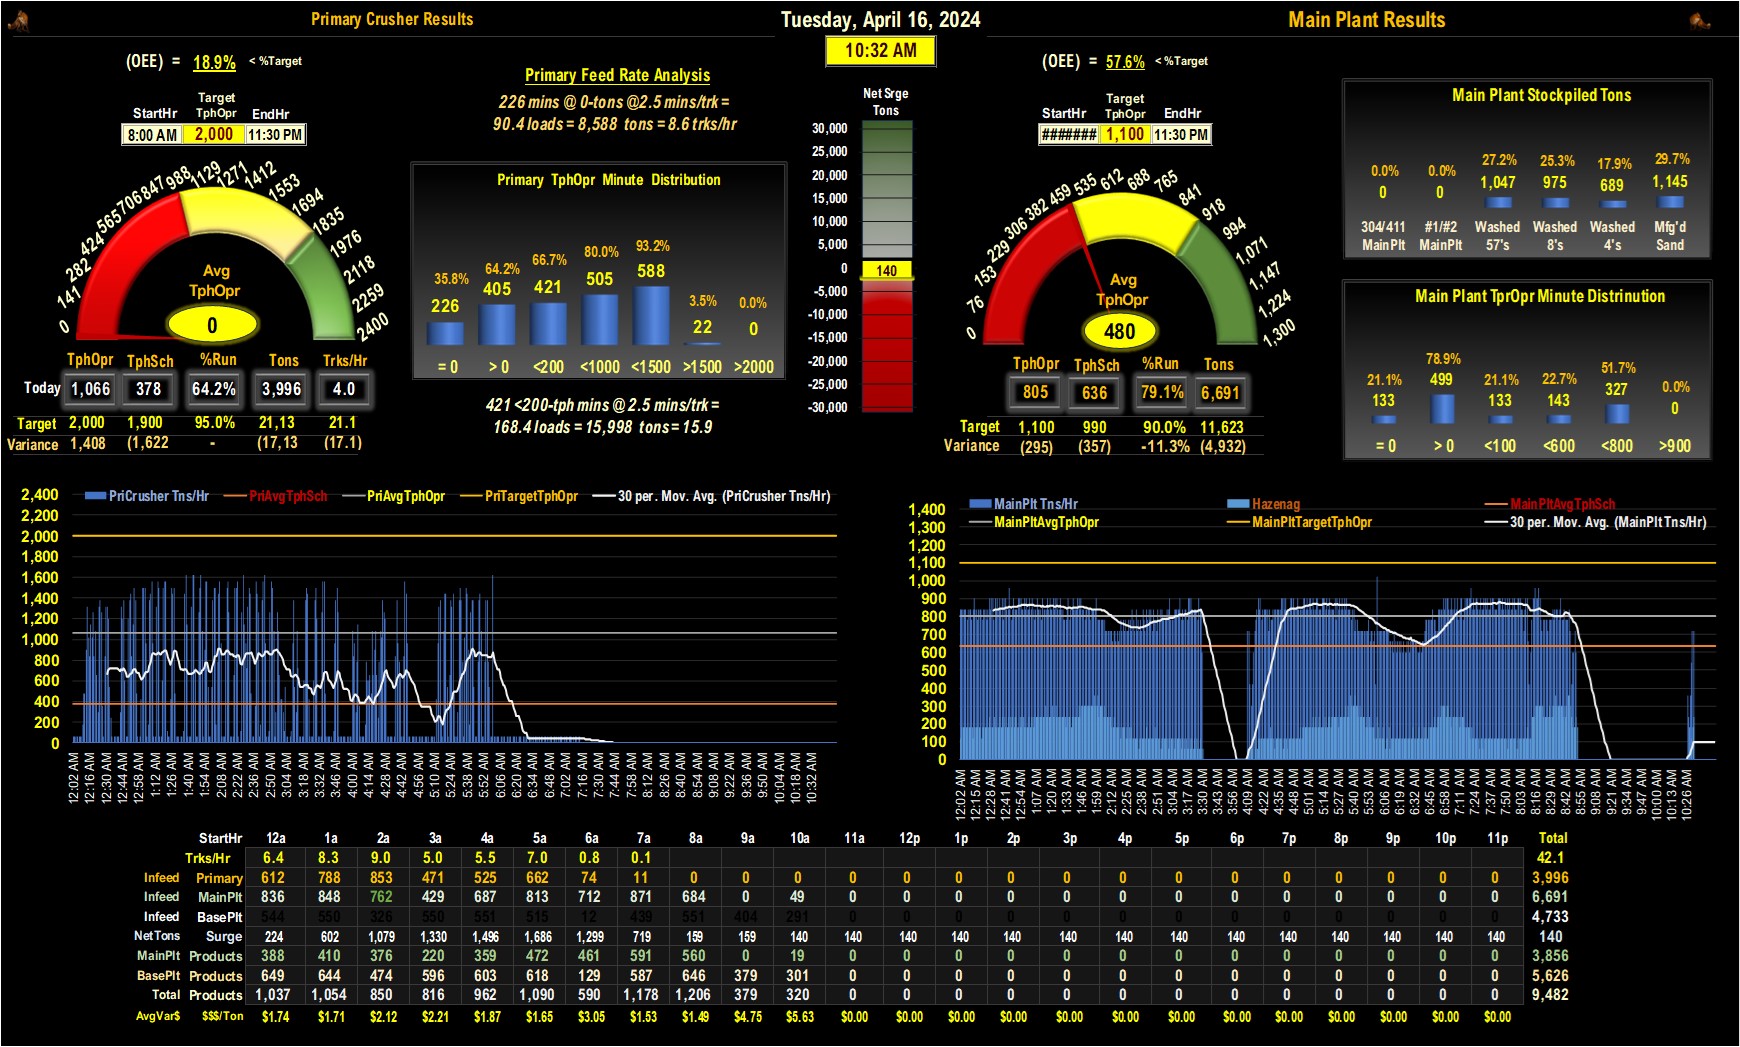 Primary Crusher Results
Tuesday, April 16, 2024
Main Plant Results
10:32 AM
(OEE) = 18.9% < %Target
Target
StartHr TphOpr EndHr
8:00 AM 2,000 11:30 PM
0 141 282 424 565 706 847 988 1129 1271 1412 1553 1694 1835 1976 2118 2259 2400
Avg
TphOpr
0
TphOpr TphSch %Run Tons Trks/Hr
Today 1,066 378 64.2% 3,996 4.0
Target 2,000 1,900 95.0% 21,13 21.1
Variance 1,408 (1,622 - (17,13 (17.1)
Primary Feed Rate Analysis
226 mins @ 0-tons @2.5 mins/trk =
90.4 loads = 8,588 tons = 8.6 trks/hr
Primary TphOpr Minute Distribution
35.8% 64.2% 66.7% 80.0% 93.2% 3.5% 0.0%
226 405 421 505 588 22 0
= 0 > 0 <200 <1000 <1500 >1500 >2000
421 <200-tph mins @ 2.5 mins/trk =
168.4 loads = 15,998 tons = 15.9
Net Srge
Tons
30,000
25,000
20,000
15,000
10,000
5,000
0
140
-5,000
-10,000
-15,000
-20,000
-25,000
-30,000
(OEE) = 57.6% < %Target
Target
StartHr TphOpr EndHr
####### 1,100 11:30 PM
0 76 153 229 306 382 459 535 612 688 765 841 918 994 1,071 1,147 1,224 1,300
Avg
TphOpr
480
TphOpr TphSch %Run Tons
805 636 79.1% 6,691
Target 1,100 990 90.0% 11,623
Variance (295) (357) -11.3% (4,932)
Main Plant Stockpiled Tons
0.0% 0.0% 27.2% 25.3% 17.9% 29.7%
0 0 1,047 975 689 1,145
304/411 #1/#2 Washed Washed Washed Mfg'd
MainPlt MainPlt 57's 8's 4's Sand
Main Plant TprOpr Minute Distrinution
21.1% 78.9% 21.1% 22.7% 51.7% 0.0%
133 499 133 143 327 0
= 0 > 0 <100 <600 <800 >900
PriCrusher Tns/Hr PriAvgTphSch PriAvgTphOpr PriTargetTphOpr 30 per. Mov. Avg. (PriCrusher Tns/Hr)
2,400
2,200
2,000
1,800
1,600
1,400
1,200
1,000
800
600
400
200
0
12:02 AM 12:16 AM 12:30 AM 12:44 AM 12:58 AM 1:12 AM 1:26 AM 1:40 AM 1:54 AM 2:08 AM 2:22 AM 2:36 AM 2:50 AM 3:04 AM 3:18 AM 3:32 AM 3:46 AM 4:00 AM 4:14 AM 4:28 AM 4:42 AM 4:56 AM 5:10 AM 5:24 AM 5:38 AM 5:52 AM 6:06 AM 6:20 AM 6:34 AM 6:48 AM 7:02 AM 7:16 AM 7:30 AM 7:44 AM 7:58 AM 8:12 AM 8:26 AM 8:40 AM 8:54 AM 9:08 AM 9:22 AM 9:36 AM 9:50 AM 10:04 AM 10:18 AM 10:32 AM
MainPlt Tns/Hr Hazenag MainPltAvgTphSch
MainPltAvgTphOpr MainPltTargetTphOpr 30 per. Mov. Avg. (MainPlt Tns/Hr)
1,400
1,300
1,200
1,100
1,000
900
800
700
600
500
400
300
200
100
0
12:02 AM 12:15 AM 12:28 AM 12:41 AM 12:54 AM 1:07 AM 1:20 AM 1:33 AM 1:46 AM 1:59 AM 2:12 AM 2:25 AM 2:38 AM 2:51 AM 3:04 AM 3:17 AM 3:30 AM 3:43 AM 3:56 AM 4:09 AM 4:22 AM 4:35 AM 4:48 AM 5:01 AM 5:14 AM 5:27 AM 5:40 AM 5:53 AM 6:06 AM 6:19 AM 6:32 AM 6:45 AM 6:58 AM 7:11 AM 7:24 AM 7:37 AM 7:50 AM 8:03 AM 8:16 AM 8:29 AM 8:42 AM 8:55 AM 9:08 AM 9:21 AM 9:34 AM 9:47 AM 10:00 AM 10:13 AM 10:26 AM
StartHr 12a 1a 2a 3a 4a 5a 6a 7a 8a 9a 10a 11a 12p 1p 2p 3p 4p 5p 6p 7p 8p 9p 10p 11p Total
Trks/Hr 6.4 8.3 9.0 5.0 5.5 7.0 0.8 0.1 42.1
Infeed Primary 612 788 853 471 525 662 74 11 0 0 0 0 0 0 0 0 0 0 0 0 0 0 0 0 3,996
Infeed MainPlt 836 848 762 429 687 813 712 871 684 0 49 0 0 0 0 0 0 0 0 0 0 0 0 0 6,691
Infeed BasePlt 544 550 326 550 551 515 12 439 551 404 291 0 0 0 0 0 0 0 0 0 0 0 0 0 4,733
NetTons Surge 224 602 1,079 1,330 1,496 1,686 1,299 719 159 159 140 140 140 140 140 140 140 140 140 140 140 140 140 140 140
MainPlt Products 388 410 376 220 359 472 461 591 560 0 19 0 0 0 0 0 0 0 0 0 0 0 0 0 3,856
BasePlt Products 649 644 474 596 603 618 129 587 646 379 301 0 0 0 0 0 0 0 0 0 0 0 0 0 5,626
Total Products 1,037 1,054 850 816 962 1,090 590 1,178 1,206 379 320 0 0 0 0 0 0 0 0 0 0 0 0 0 9,482
AvgVar$ $$$/Ton $1.74 $1.71 $2.12 $2.21 $1.87 $1.65 $3.05 $1.53 $1.49 $4.75 $5.63 $0.00 $0.00 $0.00 $0.00 $0.00 $0.00 $0.00 $0.00 $0.00 $0.00 $0.00 $0.00 $0.00